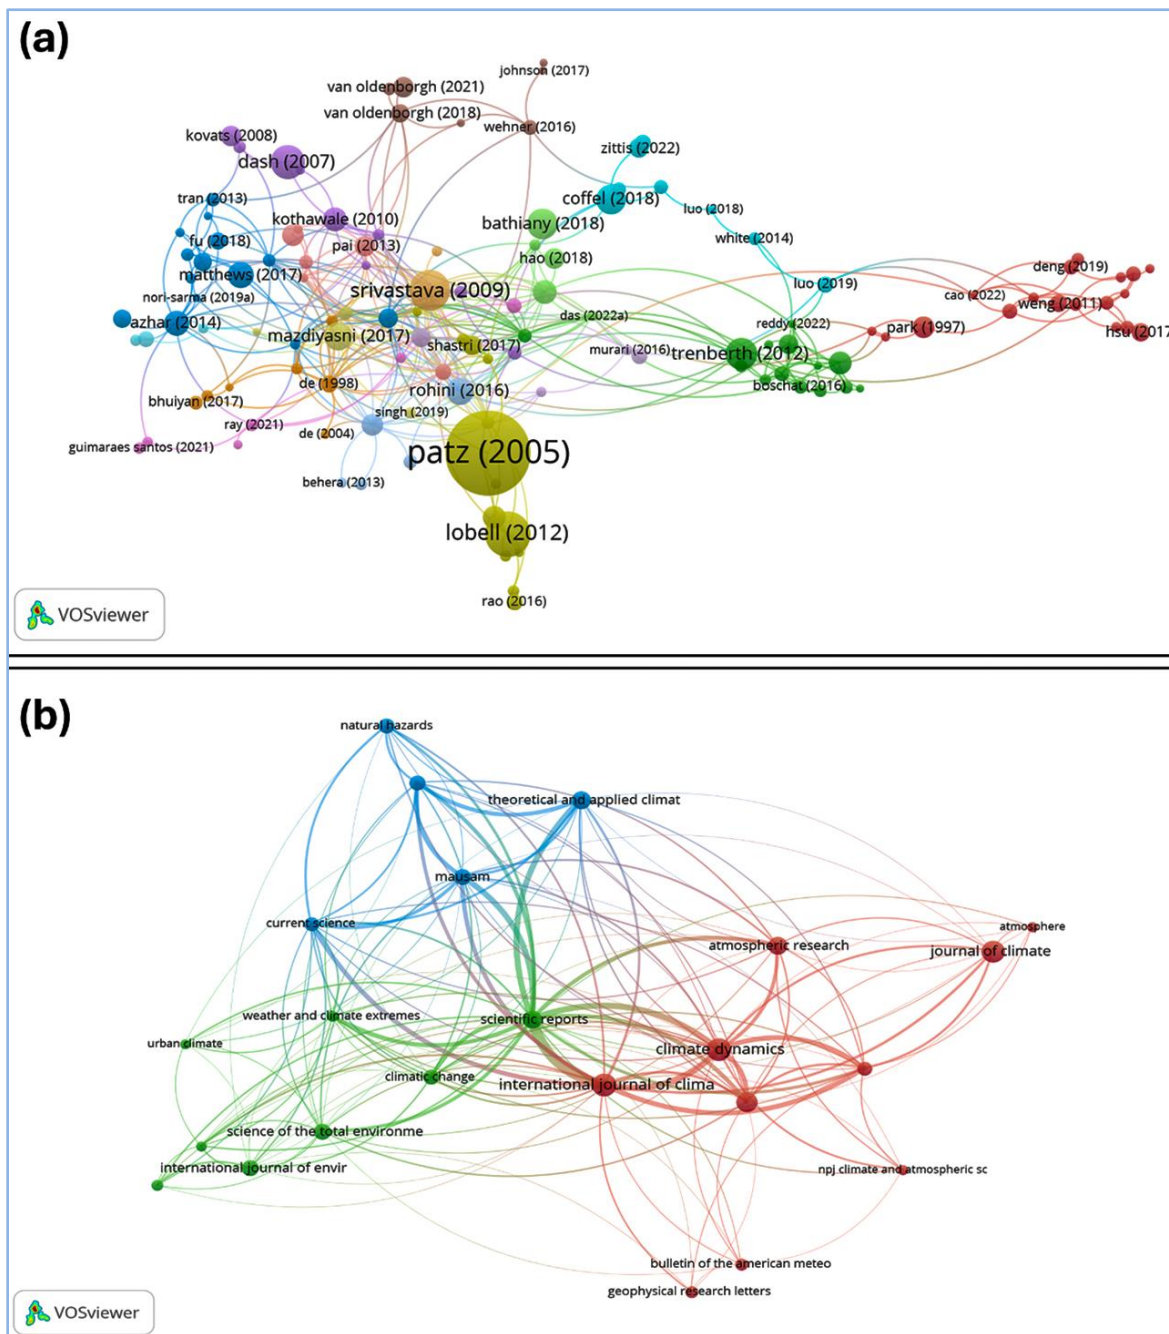 (a)
johnson (2017)
van oldenborgh (2021)
van oldenborgh (2018)
wehner (2016)
kovats (2008)
zittis (2022)
dash (2007)
tran (2013)
coffel (2018)
luo (2018)
kothawale (2010)
bathiany (2018)
fu (2018)
pai (2013)
white (2014)
hao (2018)
deng (2019)
matthews (2017)
luo (2019)
srivastava (2009)
nori-sarma (2019a)
cao (2022)
weng (2011)
azhar (2014)
das (2022a)
reddy (2022)
park (1997)
hsu (2017
mazdiyasni (2017)
shastri (2017)
murari (2016)
trenberth (2012)
de (1998)
boschat (2016)
rohini (2016)
bhuiyan (2017)
singh (2019)
ray (2021)
de (2004)
guimaraes santos (2021)
patz (2005)
behera (2013)
lobell (2012)
rao (2016)
VOSviewer
(b)
natural hazards
theoretical and applied climat
mausam
current science
atmosphere
atmospheric research
journal of climate
weather and climate extremes
scientific reports
urban climate
climate dynamics
climatic change
international journal of clima
science of the total environme
international journal of envir
npj climate and atmospheric sc
bulletin of the american meteo
geophysical research letters
VOSviewer